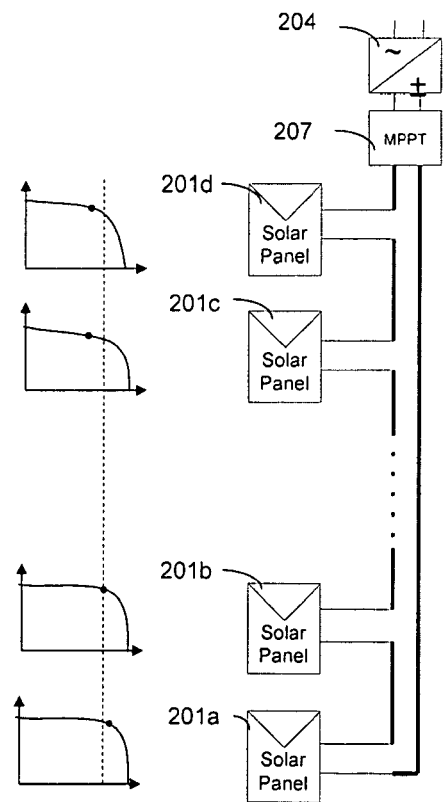 204
~
+
207
MPPT
201d
Solar
Panel
201c
Solar
Panel
201b
Solar
Panel
201a
Solar
Panel